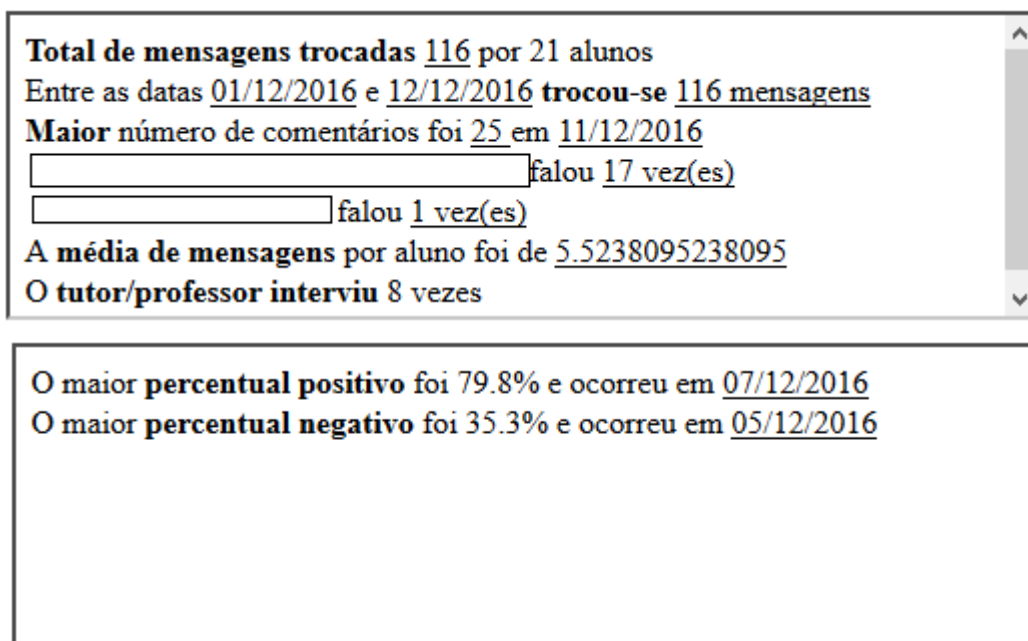 Total de mensagens trocadas 116 por 21 alunos
Entre as datas 01/12/2016 e 12/12/2016 trocou-se 116 mensagens
Maior número de comentários foi 25 em 11/12/2016
falou 17 vez(es)
falou 1 vez(es)
A média de mensagens por aluno foi de 5.5238095238095
O tutor/professor interviu 8 vezes
O maior percentual positivo foi 79.8% e ocorreu em 07/12/2016
O maior percentual negativo foi 35.3% e ocorreu em 05/12/2016